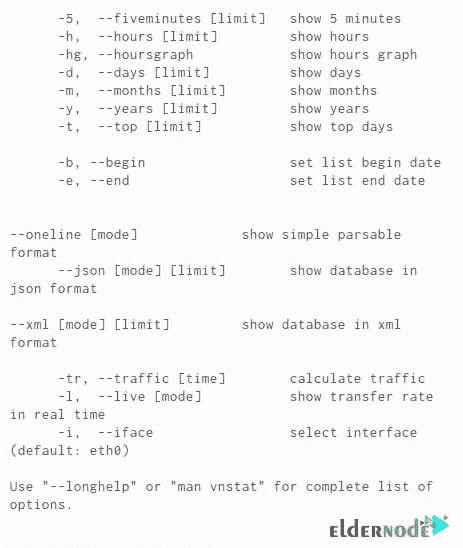 -5, --fiveminutes [limit]   show 5 minutes
-h, --hours [limit]         show hours
-hg, --hoursgraph           show hours graph
-d, --days [limit]          show days
-m, --months [limit]        show months
-y, --years [limit]         show years
-t, --top [limit]           show top days
-b, --begin                 set list begin date
-e, --end                   set list end date
--oneline [mode]             show simple parsable
format
--json [mode] [limit]       show database in
json format
--xml [mode] [limit]         show database in xml
format
-tr, --traffic [time]       calculate traffic
-l, --live [mode]           show transfer rate
in real time
-i, --iface                 select interface
(default: eth0)
Use "--longhelp" or "man vnstat" for complete list of
options.
ELDERNODE